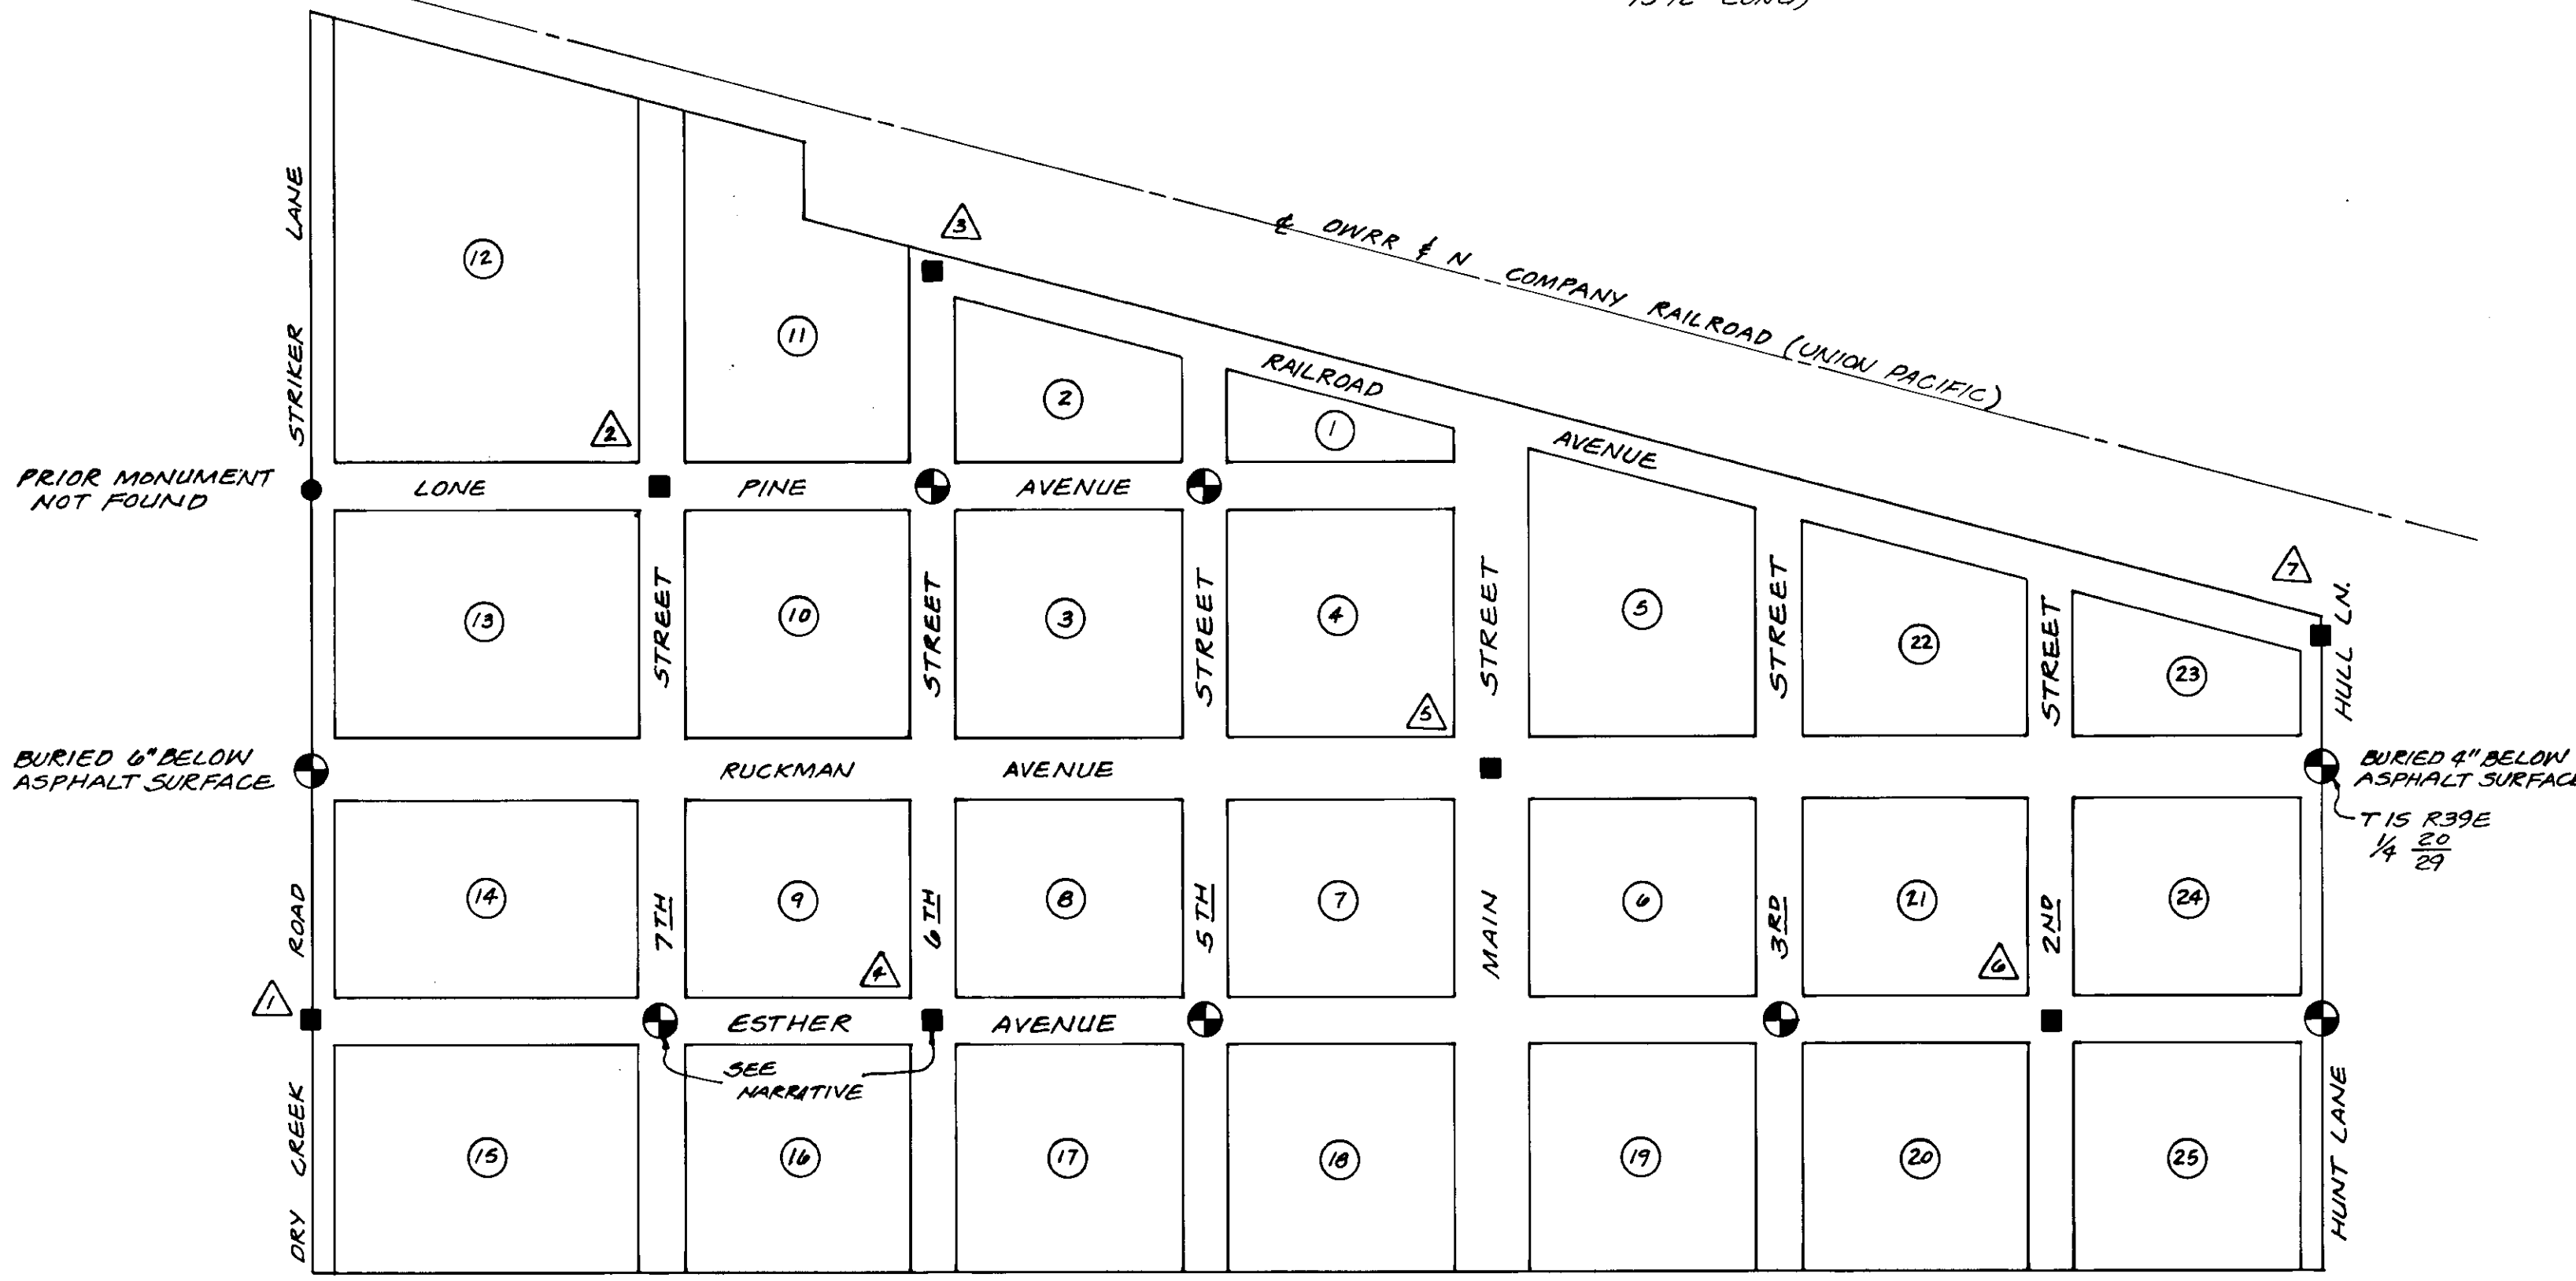 LONG)
℄ OWRR & N COMPANY RAILROAD (UNION PACIFIC)
STRIKER LANE
12
11
3
2
1
RAILROAD
AVENUE
2
PRIOR MONUMENT
NOT FOUND
LONE PINE AVENUE
7
HULL LN.
13
STREET
10
STREET
3
STREET
4
STREET
5
STREET
22
STREET
23
5
BURIED 6" BELOW
ASPHALT SURFACE
RUCKMAN AVENUE
BURIED 4" BELOW
ASPHALT SURFACE
T1S R39E
1/4 20
29
ROAD
14
7TH
9
6TH
8
5TH
7
MAIN
6
3RD
21
2ND
24
4
6
1
ESTHER AVENUE
SEE
NARRATIVE
DRY CREEK
15
16
17
18
19
20
25
HUNT LANE